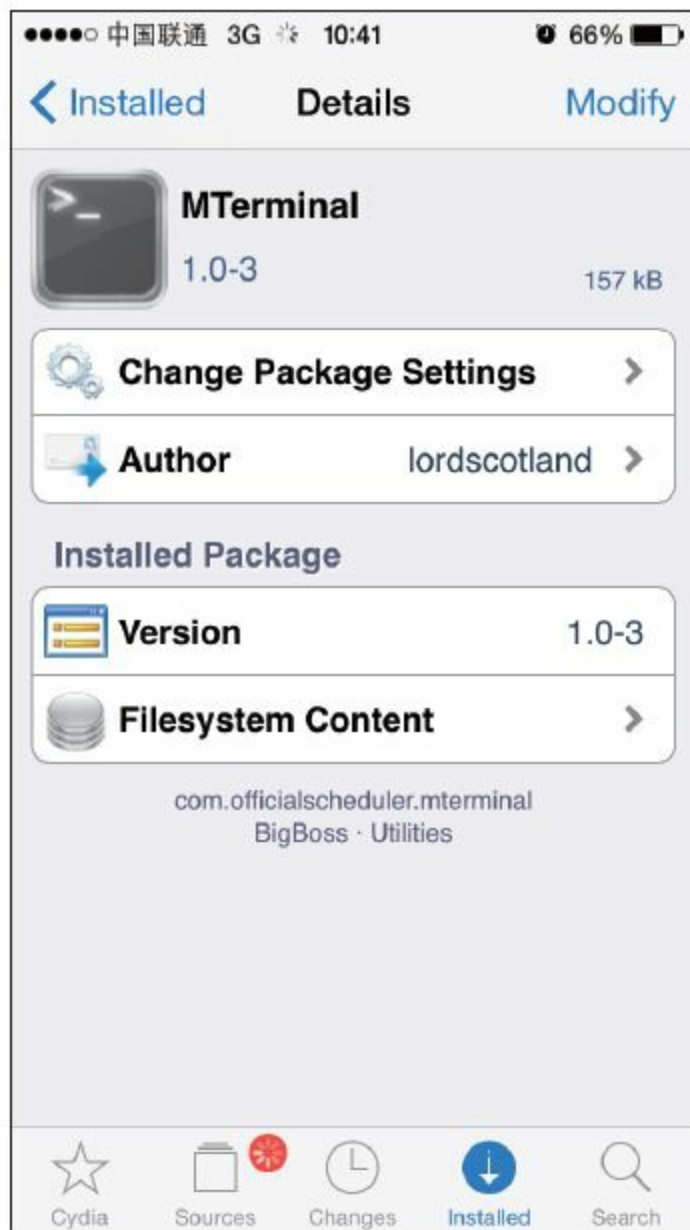 中国联通 3G 10:41 66%
Installed Details Modify
MTerminal
1.0-3
157 kB
Change Package Settings
Author lordscotland
Installed Package
Version 1.0-3
Filesystem Content
com.officialscheduler.mterminal
BigBoss · Utilities
Cydia Sources Changes Installed Search